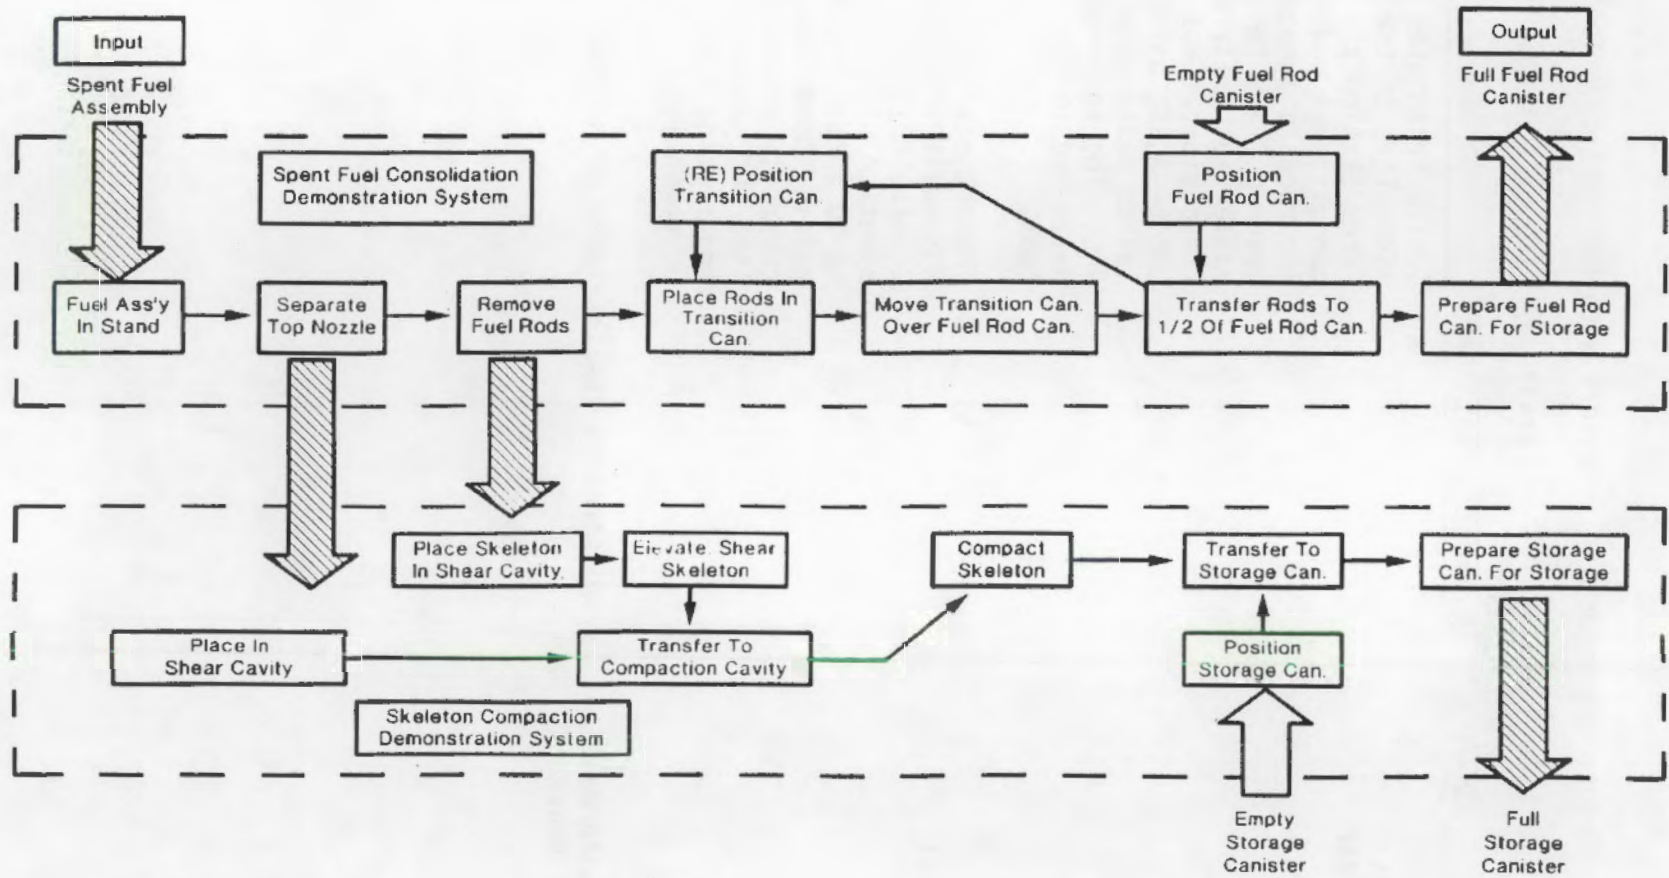 Input
Spent Fuel
Assembly
Empty Fuel Rod
Canister
Output
Full Fuel Rod
Canister
Spent Fuel Consolidation
Demonstration System
(RE) Position
Transition Can.
Position
Fuel Rod Can.
Fuel Ass'y
In Stand
Separate
Top Nozzle
Remove
Fuel Rods
Place Rods In
Transition
Can.
Move Transition Can.
Over Fuel Rod Can.
Transfer Rods To
1/2 Of Fuel Rod Can.
Prepare Fuel Rod
Can. For Storage
Place Skeleton
In Shear Cavity.
Elevate. Shear
Skeleton
Compact
Skeleton
Transfer To
Storage Can.
Prepare Storage
Can. For Storage
Place In
Shear Cavity
Transfer To
Compaction Cavity
Position
Storage Can.
Skeleton Compaction
Demonstration System
Empty
Storage
Canister
Full
Storage
Canister